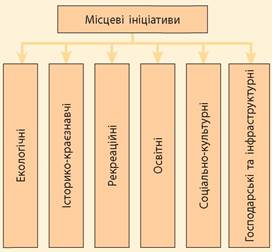 Місцеві ініціативи
Екологічні
Історико-краєзнавчі
Рекреаційні
Освітні
Соціально-культурні
Господарські та інфраструктурні